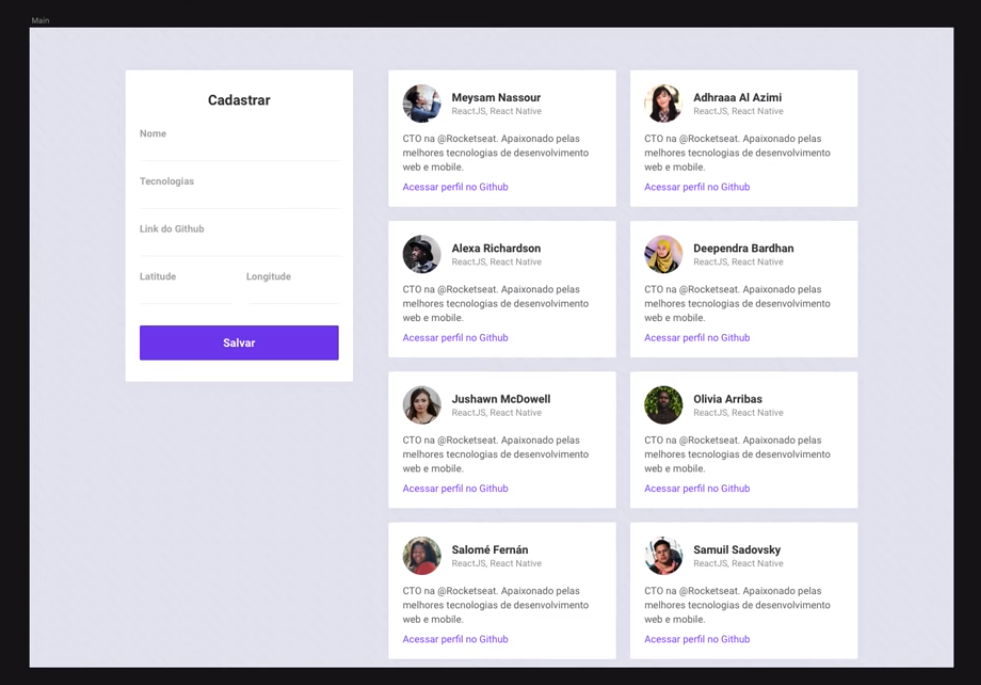 Main
Cadastrar
Nome
Tecnologias
Link do Github
Latitude
Longitude
Salvar
Meysam Nassour
ReactJS, React Native
CTO na @Rocketseat. Apaixonado pelas
melhores tecnologias de desenvolvimento
web e mobile.
Acessar perfil no Github
Adhraaa Al Azimi
ReactJS, React Native
CTO na @Rocketseat. Apaixonado pelas
melhores tecnologias de desenvolvimento
web e mobile.
Acessar perfil no Github
Alexa Richardson
ReactJS, React Native
CTO na @Rocketseat. Apaixonado pelas
melhores tecnologias de desenvolvimento
web e mobile.
Acessar perfil no Github
Deependra Bardhan
ReactJS, React Native
CTO na @Rocketseat. Apaixonado pelas
melhores tecnologias de desenvolvimento
web e mobile.
Acessar perfil no Github
Jushawn McDowell
ReactJS, React Native
CTO na @Rocketseat. Apaixonado pelas
melhores tecnologias de desenvolvimento
web e mobile.
Acessar perfil no Github
Olivia Arribas
ReactJS, React Native
CTO na @Rocketseat. Apaixonado pelas
melhores tecnologias de desenvolvimento
web e mobile.
Acessar perfil no Github
Salomé Fernán
ReactJS, React Native
CTO na @Rocketseat. Apaixonado pelas
melhores tecnologias de desenvolvimento
web e mobile.
Acessar perfil no Github
Samuil Sadovsky
ReactJS, React Native
CTO na @Rocketseat. Apaixonado pelas
melhores tecnologias de desenvolvimento
web e mobile.
Acessar perfil no Github